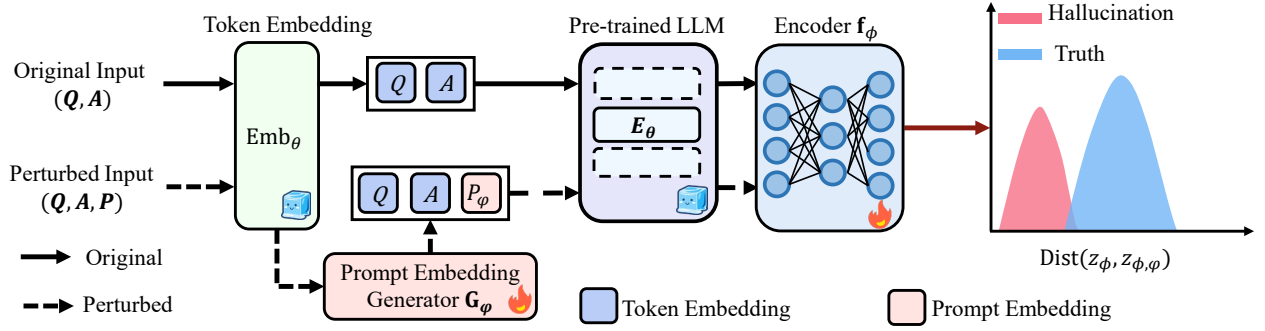 Token Embedding
Pre-trained LLM
Encoder f_ϕ
Hallucination
Truth
Original Input
(Q, A)
Q A
Emb_θ
E_θ
Perturbed Input
(Q, A, P)
Q A P_φ
Dist(z_ϕ, z_ϕ,φ)
Original
Perturbed
Prompt Embedding
Generator G_φ
Token Embedding
Prompt Embedding